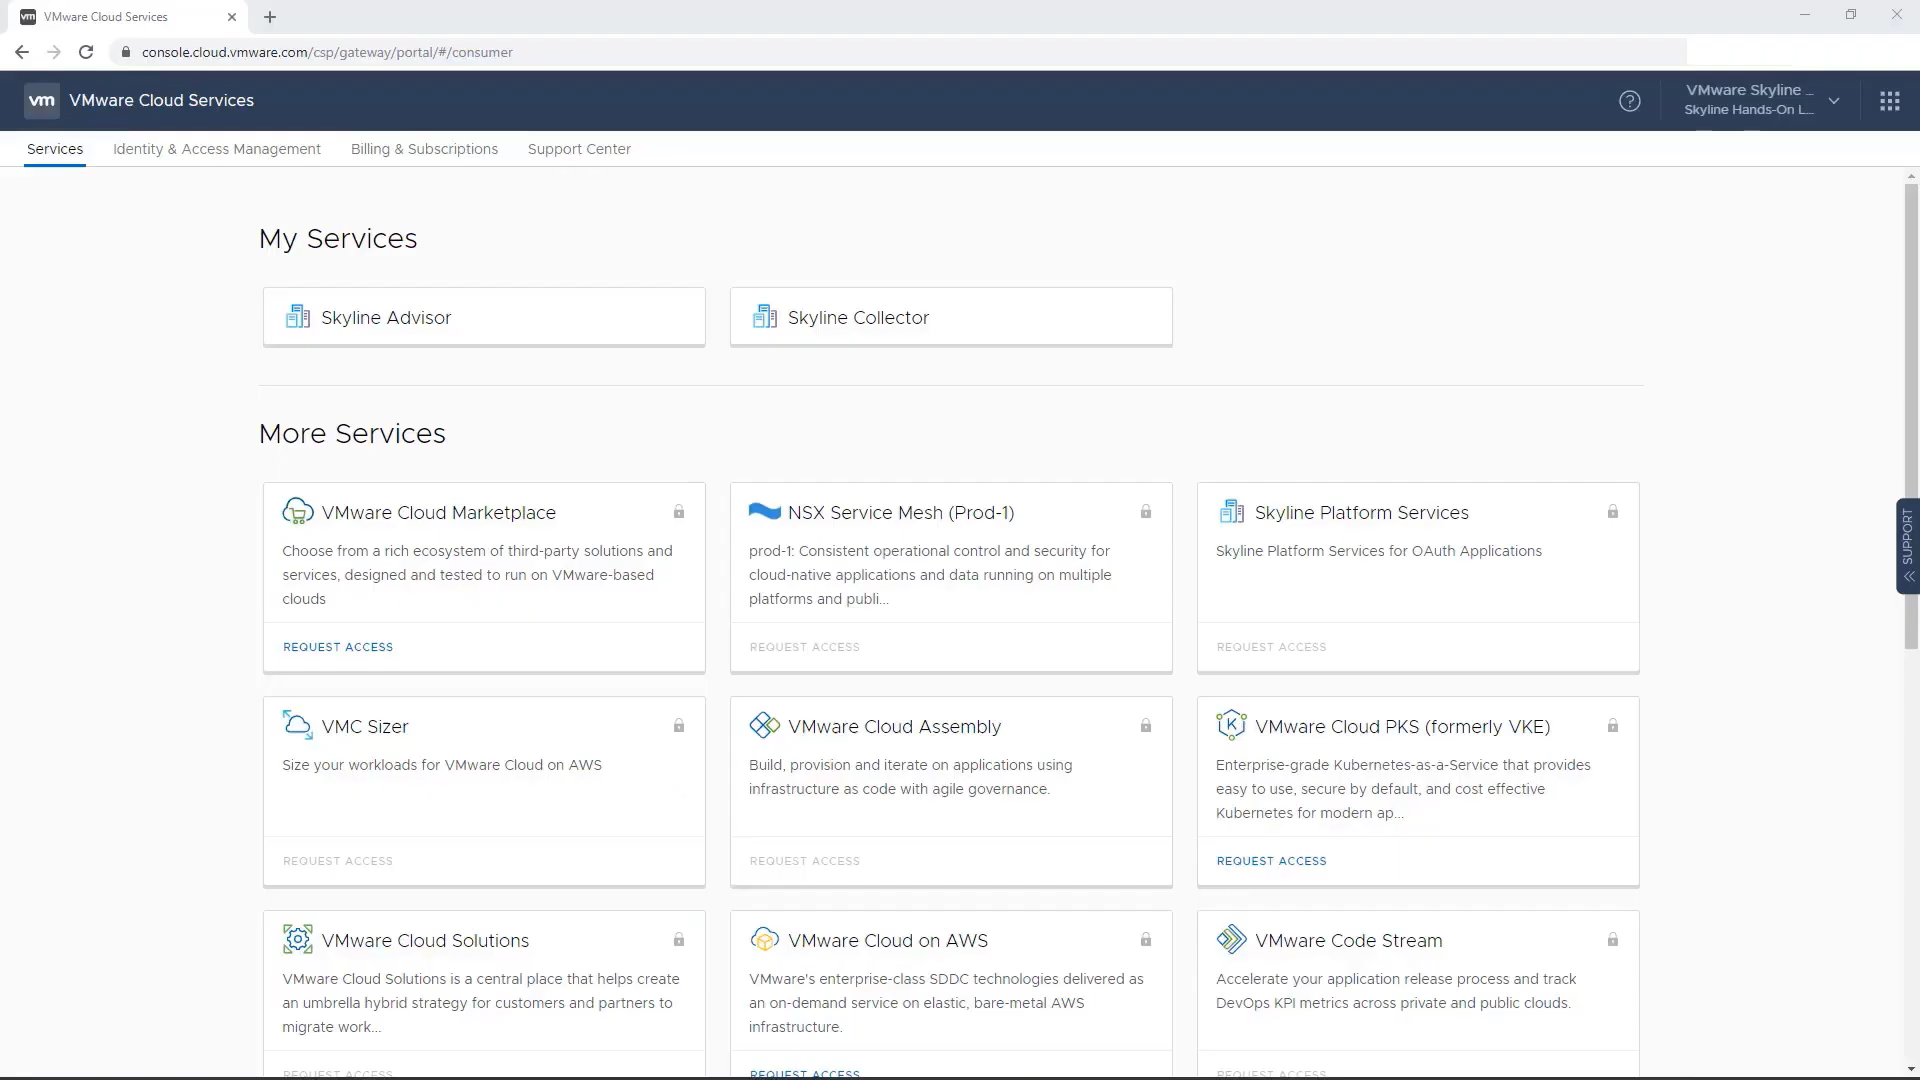 vm VMware Cloud Services
console.cloud.vmware.com/csp/gateway/portal/#/consumer
vm VMware Cloud Services
VMware Skyline ...
Skyline Hands-On L...
Services Identity & Access Management Billing & Subscriptions Support Center
My Services
Skyline Advisor
Skyline Collector
More Services
VMware Cloud Marketplace
Choose from a rich ecosystem of third-party solutions and
services, designed and tested to run on VMware-based
clouds
REQUEST ACCESS
NSX Service Mesh (Prod-1)
prod-1: Consistent operational control and security for
cloud-native applications and data running on multiple
platforms and publi...
REQUEST ACCESS
Skyline Platform Services
Skyline Platform Services for OAuth Applications
REQUEST ACCESS
SUPPORT
VMC Sizer
Size your workloads for VMware Cloud on AWS
REQUEST ACCESS
VMware Cloud Assembly
Build, provision and iterate on applications using
infrastructure as code with agile governance.
REQUEST ACCESS
VMware Cloud PKS (formerly VKE)
Enterprise-grade Kubernetes-as-a-Service that provides
easy to use, secure by default, and cost effective
Kubernetes for modern ap...
REQUEST ACCESS
VMware Cloud Solutions
VMware Cloud Solutions is a central place that helps create
an umbrella hybrid strategy for customers and partners to
migrate work...
REQUEST ACCESS
VMware Cloud on AWS
VMware's enterprise-class SDDC technologies delivered as
an on-demand service on elastic, bare-metal AWS
infrastructure.
REQUEST ACCESS
VMware Code Stream
Accelerate your application release process and track
DevOps KPI metrics across private and public clouds.
REQUEST ACCESS